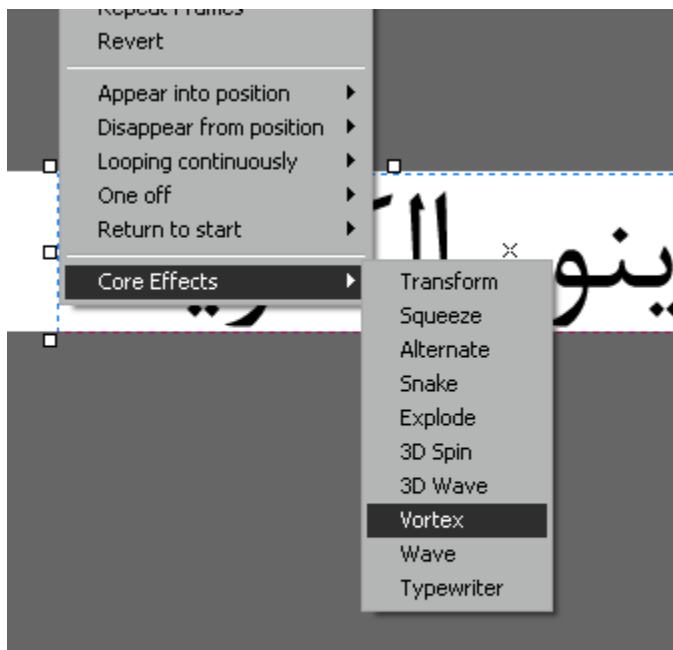 Revert
Appear into position
Disappear from position
Looping continuously
One off
Return to start
Core Effects
Transform
Squeeze
Alternate
Snake
Explode
3D Spin
3D Wave
Vortex
Wave
Typewriter